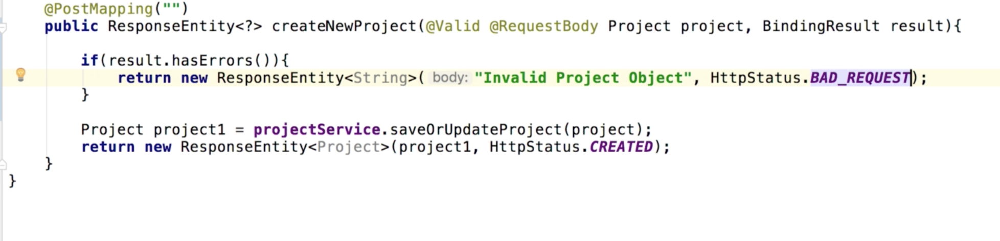 @PostMapping("")
public ResponseEntity<?> createNewProject(@Valid @RequestBody Project project, BindingResult result){
if(result.hasErrors()){
return new ResponseEntity<String>( body: "Invalid Project Object", HttpStatus.BAD_REQUEST);
}
Project project1 = projectService.saveOrUpdateProject(project);
return new ResponseEntity<Project>(project1, HttpStatus.CREATED);
}
}